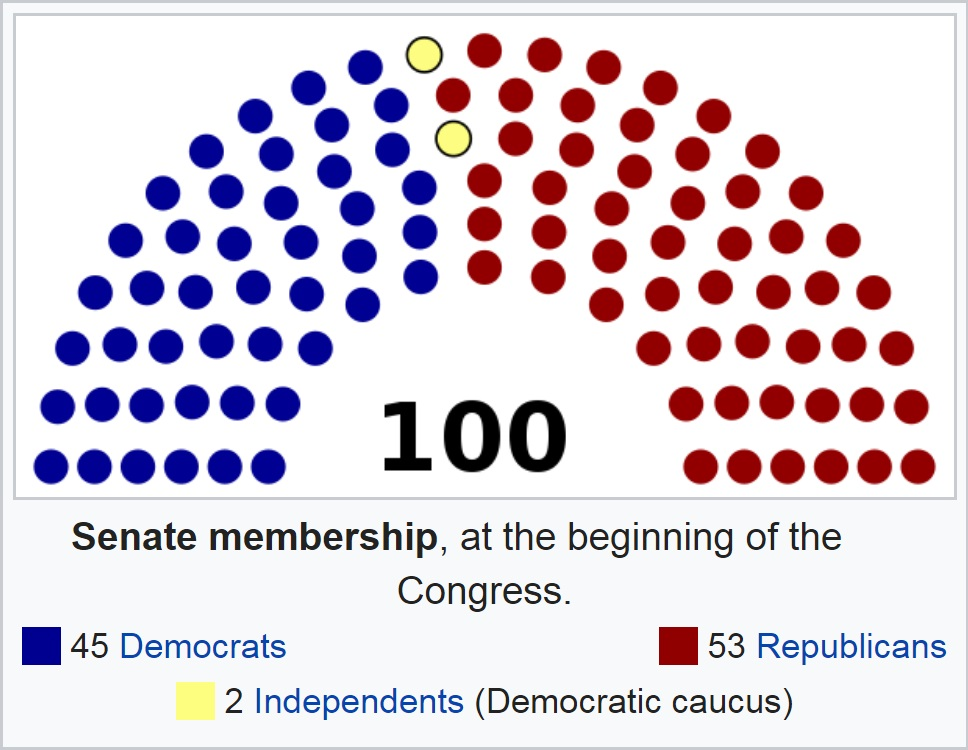 100
Senate membership, at the beginning of the
Congress.
45 Democrats
53 Republicans
2 Independents (Democratic caucus)